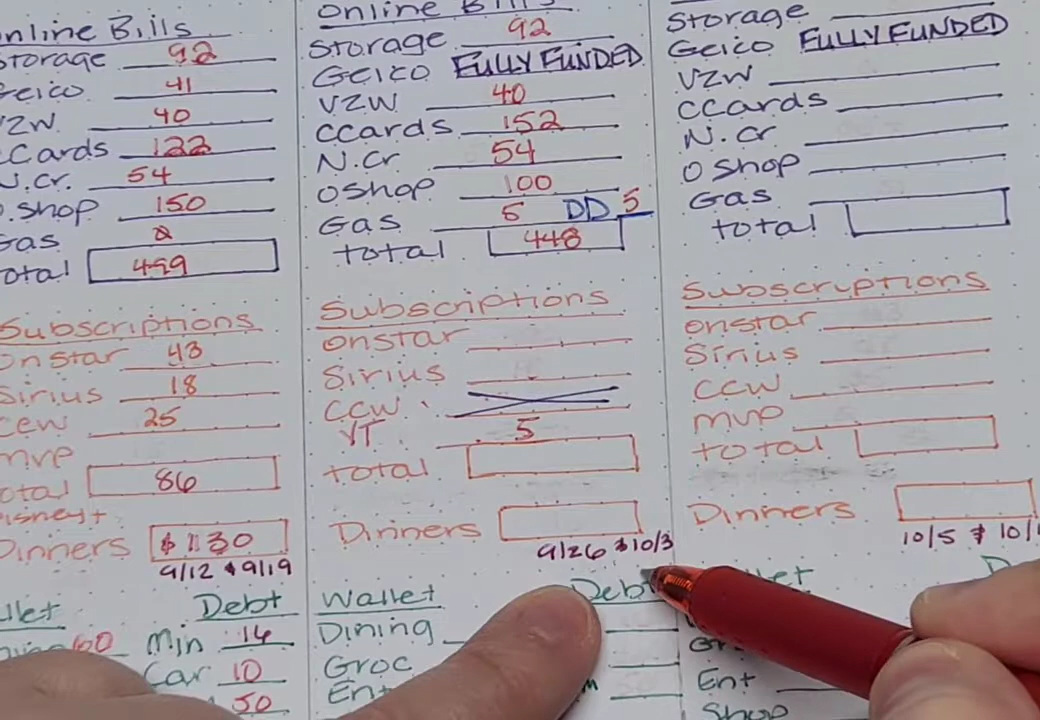 nline Bills
Storage 92
Geico 41
VZW 40
CCards 122
N.Cr. 54
O.shop 150
Gas
total 499
Subscriptions
Onstar 43
Sirius 18
CCW 25
mvp
total 86
Disney+
Dinners $ 130
9/12 & 9/19
llet
60
Debt
Min 14
Car 10
50
Online Bills
Storage 92
Geico FULLY FUNDED
VZW 40
CCards 152
N.Cr. 54
OShop 100
Gas 5 DD 5
total 448
Subscriptions
onstar
Sirius
CCW
YT 5
total
Dinners
9/26 & 10/3
Wallet
Dining
Groc
Ent
Debt
Storage
Geico FULLY FUNDED
VZW
CCards
N.Cr
O Shop
Gas
total
Subscriptions
onstar
Sirius
CCW
mvp
total
Dinners
10/5 & 10/1
llet
D
Ent
Shop